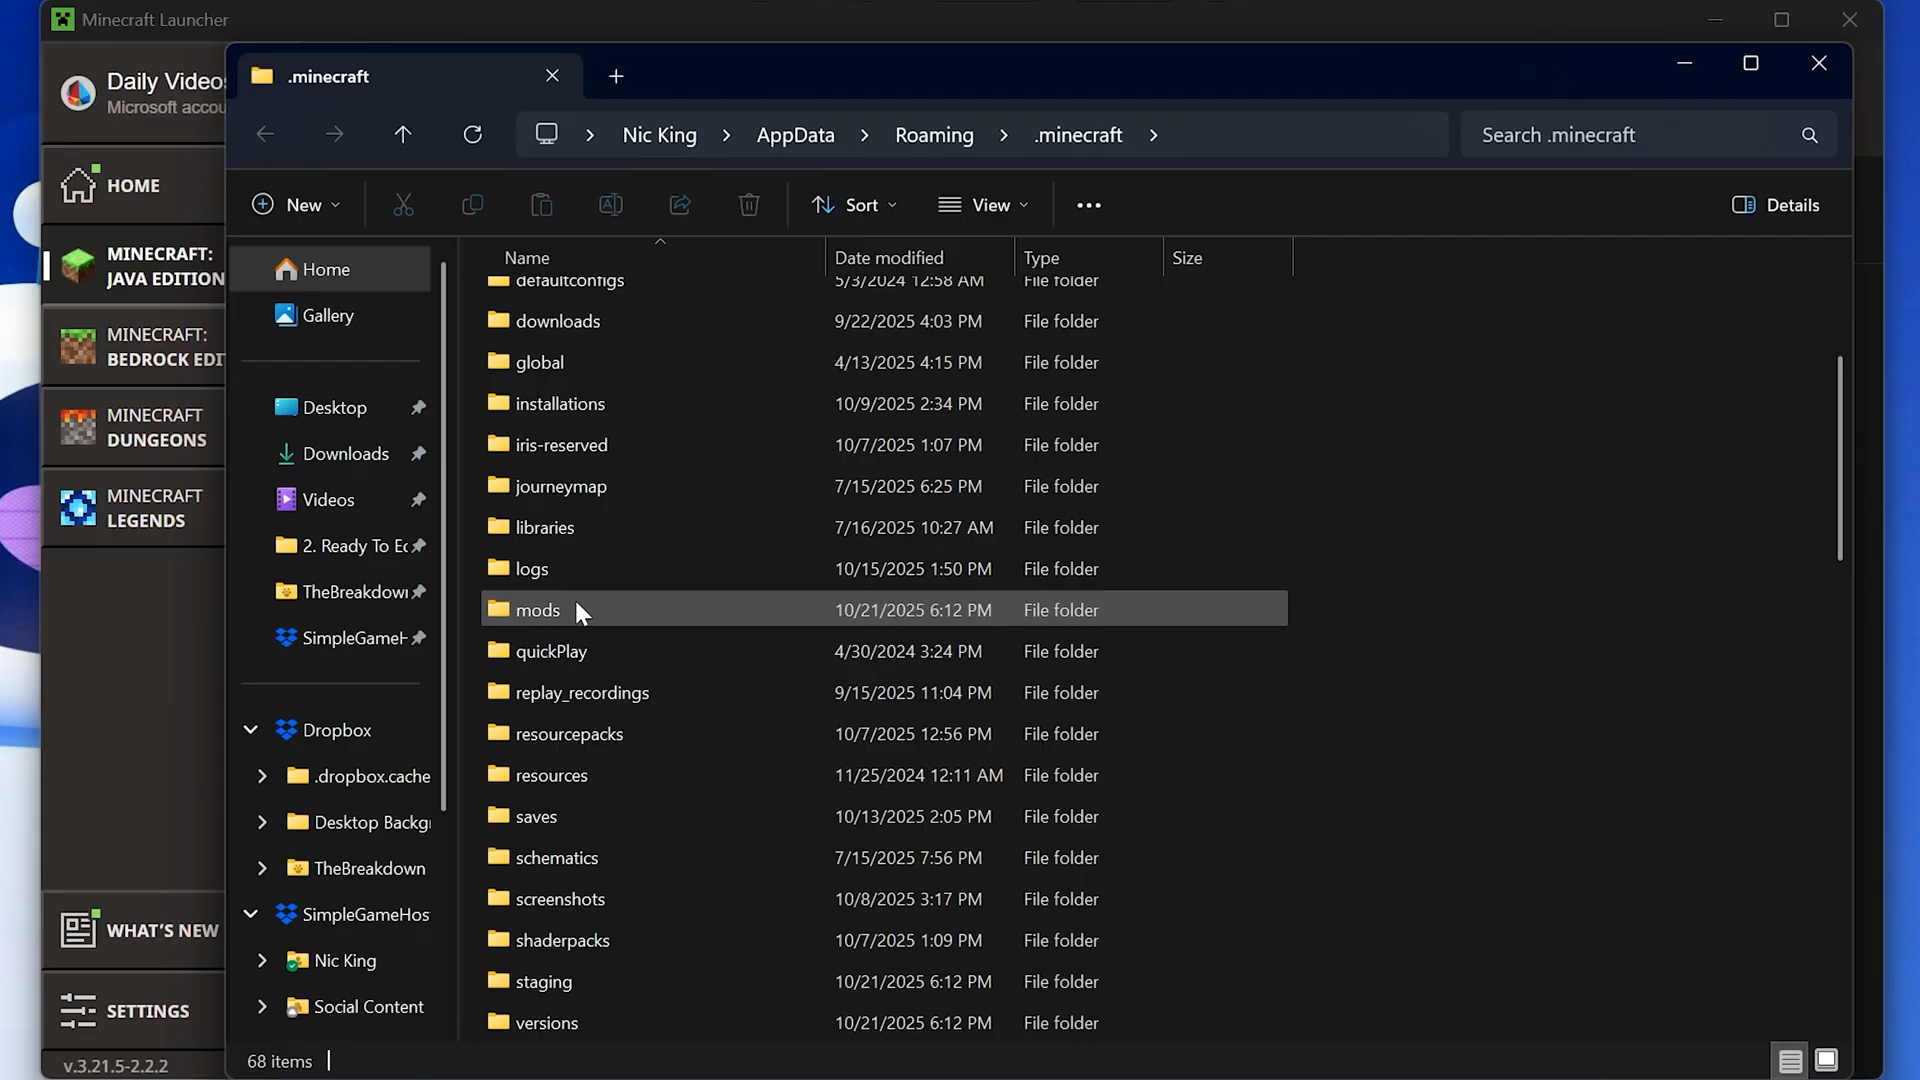 Minecraft Launcher
Daily Videos
Microsoft accou
HOME
MINECRAFT:
JAVA EDITION
MINECRAFT:
BEDROCK EDI
MINECRAFT
DUNGEONS
MINECRAFT
LEGENDS
WHAT'S NEW
SETTINGS
v.3.21.5-2.2.2
.minecraft
Nic King > AppData > Roaming > .minecraft >
Search .minecraft
New
Sort
View
Details
Home
Gallery
Desktop
Downloads
Videos
2. Ready To Ec
TheBreakdow
SimpleGameH
Dropbox
.dropbox.cache
Desktop Backg
TheBreakdown
SimpleGameHos
Nic King
Social Content
Name Date modified Type Size
defaultconfigs 5/3/2024 12:58 AM File folder
downloads 9/22/2025 4:03 PM File folder
global 4/13/2025 4:15 PM File folder
installations 10/9/2025 2:34 PM File folder
iris-reserved 10/7/2025 1:07 PM File folder
journeymap 7/15/2025 6:25 PM File folder
libraries 7/16/2025 10:27 AM File folder
logs 10/15/2025 1:50 PM File folder
mods 10/21/2025 6:12 PM File folder
quickPlay 4/30/2024 3:24 PM File folder
replay_recordings 9/15/2025 11:04 PM File folder
resourcepacks 10/7/2025 12:56 PM File folder
resources 11/25/2024 12:11 AM File folder
saves 10/13/2025 2:05 PM File folder
schematics 7/15/2025 7:56 PM File folder
screenshots 10/8/2025 3:17 PM File folder
shaderpacks 10/7/2025 1:09 PM File folder
staging 10/21/2025 6:12 PM File folder
versions 10/21/2025 6:12 PM File folder
68 items